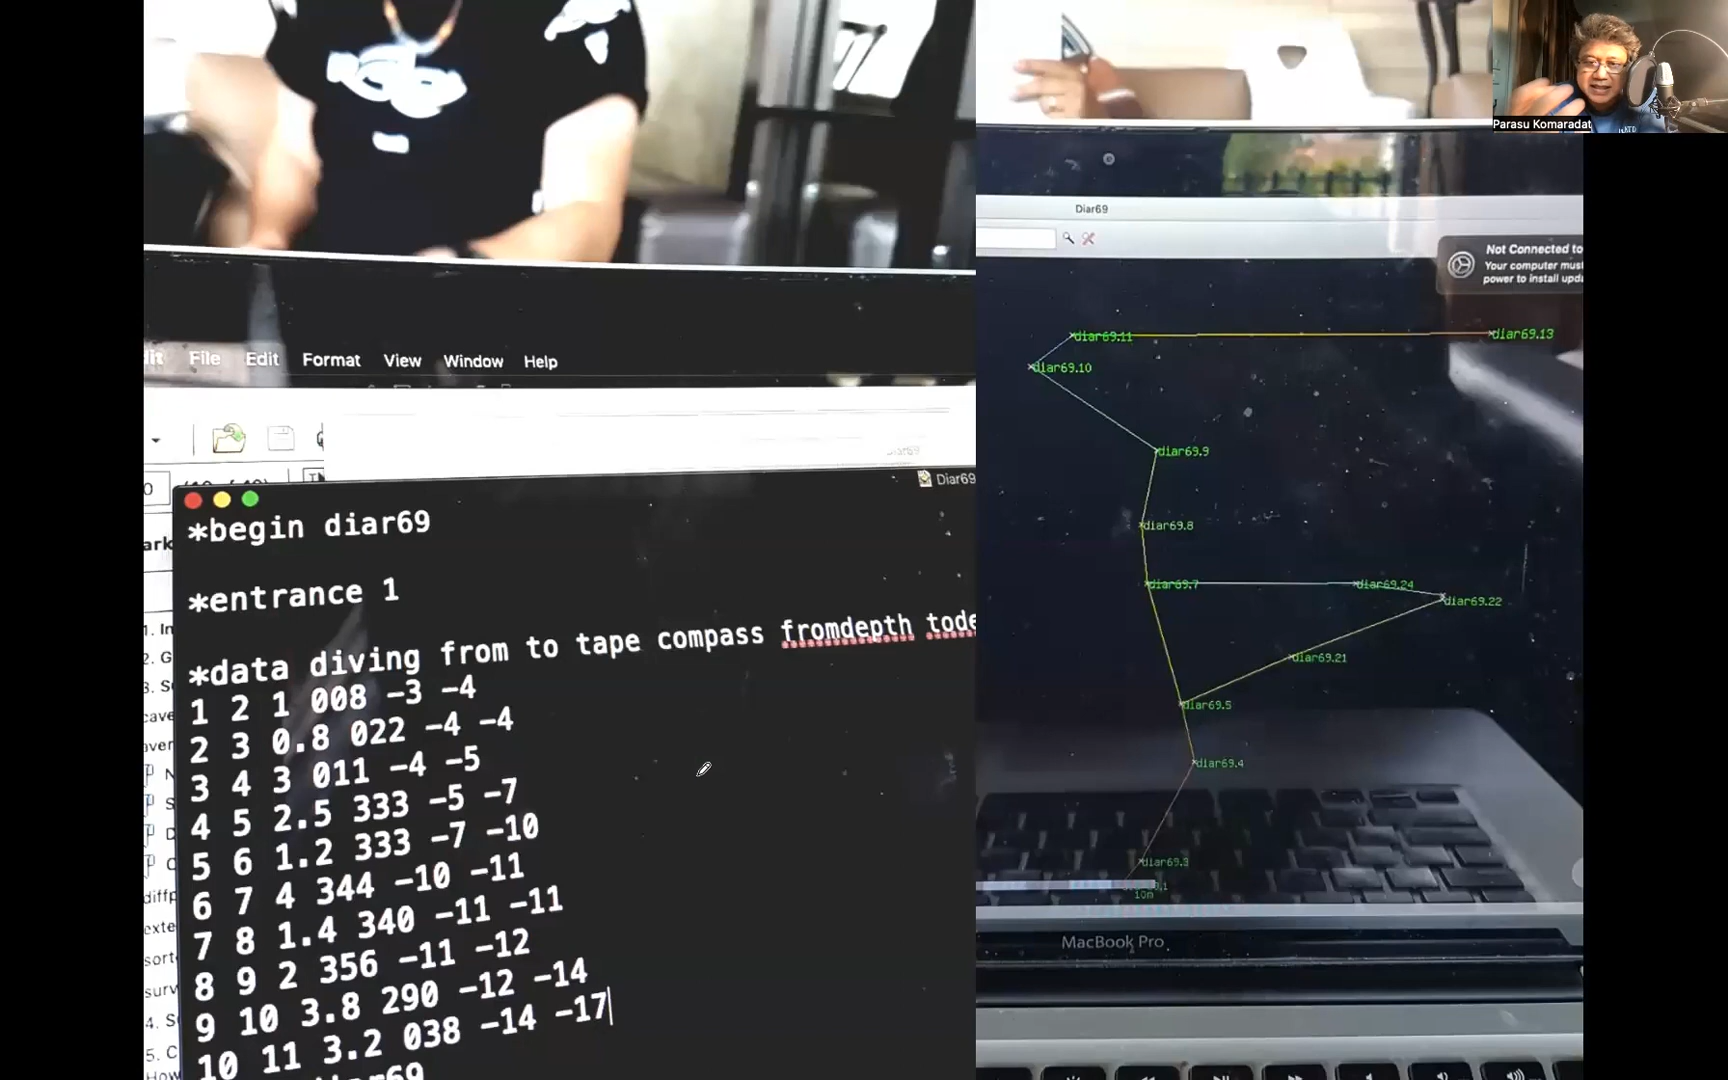 Parasu Komaradat
File Edit Format View Window Help
Diar69
*begin diar69
*entrance 1
*data diving from to tape compass fromdepth tode
1 2 1 008 -3 -4
2 3 0.8 022 -4 -4
3 4 3 011 -4 -5
4 5 2.5 333 -5 -7
5 6 1.2 333 -7 -10
6 7 4 344 -10 -11
7 8 1.4 340 -11 -11
8 9 2 356 -11 -12
9 10 3.8 290 -12 -14
10 11 3.2 038 -14 -17
Diar69
Not Connected to
Your computer must
power to install upda
diar69.11
diar69.13
diar69.10
diar69.9
diar69.8
diar69.7
diar69.24
diar69.22
diar69.21
diar69.5
diar69.4
diar69.3
10m
MacBook Pro